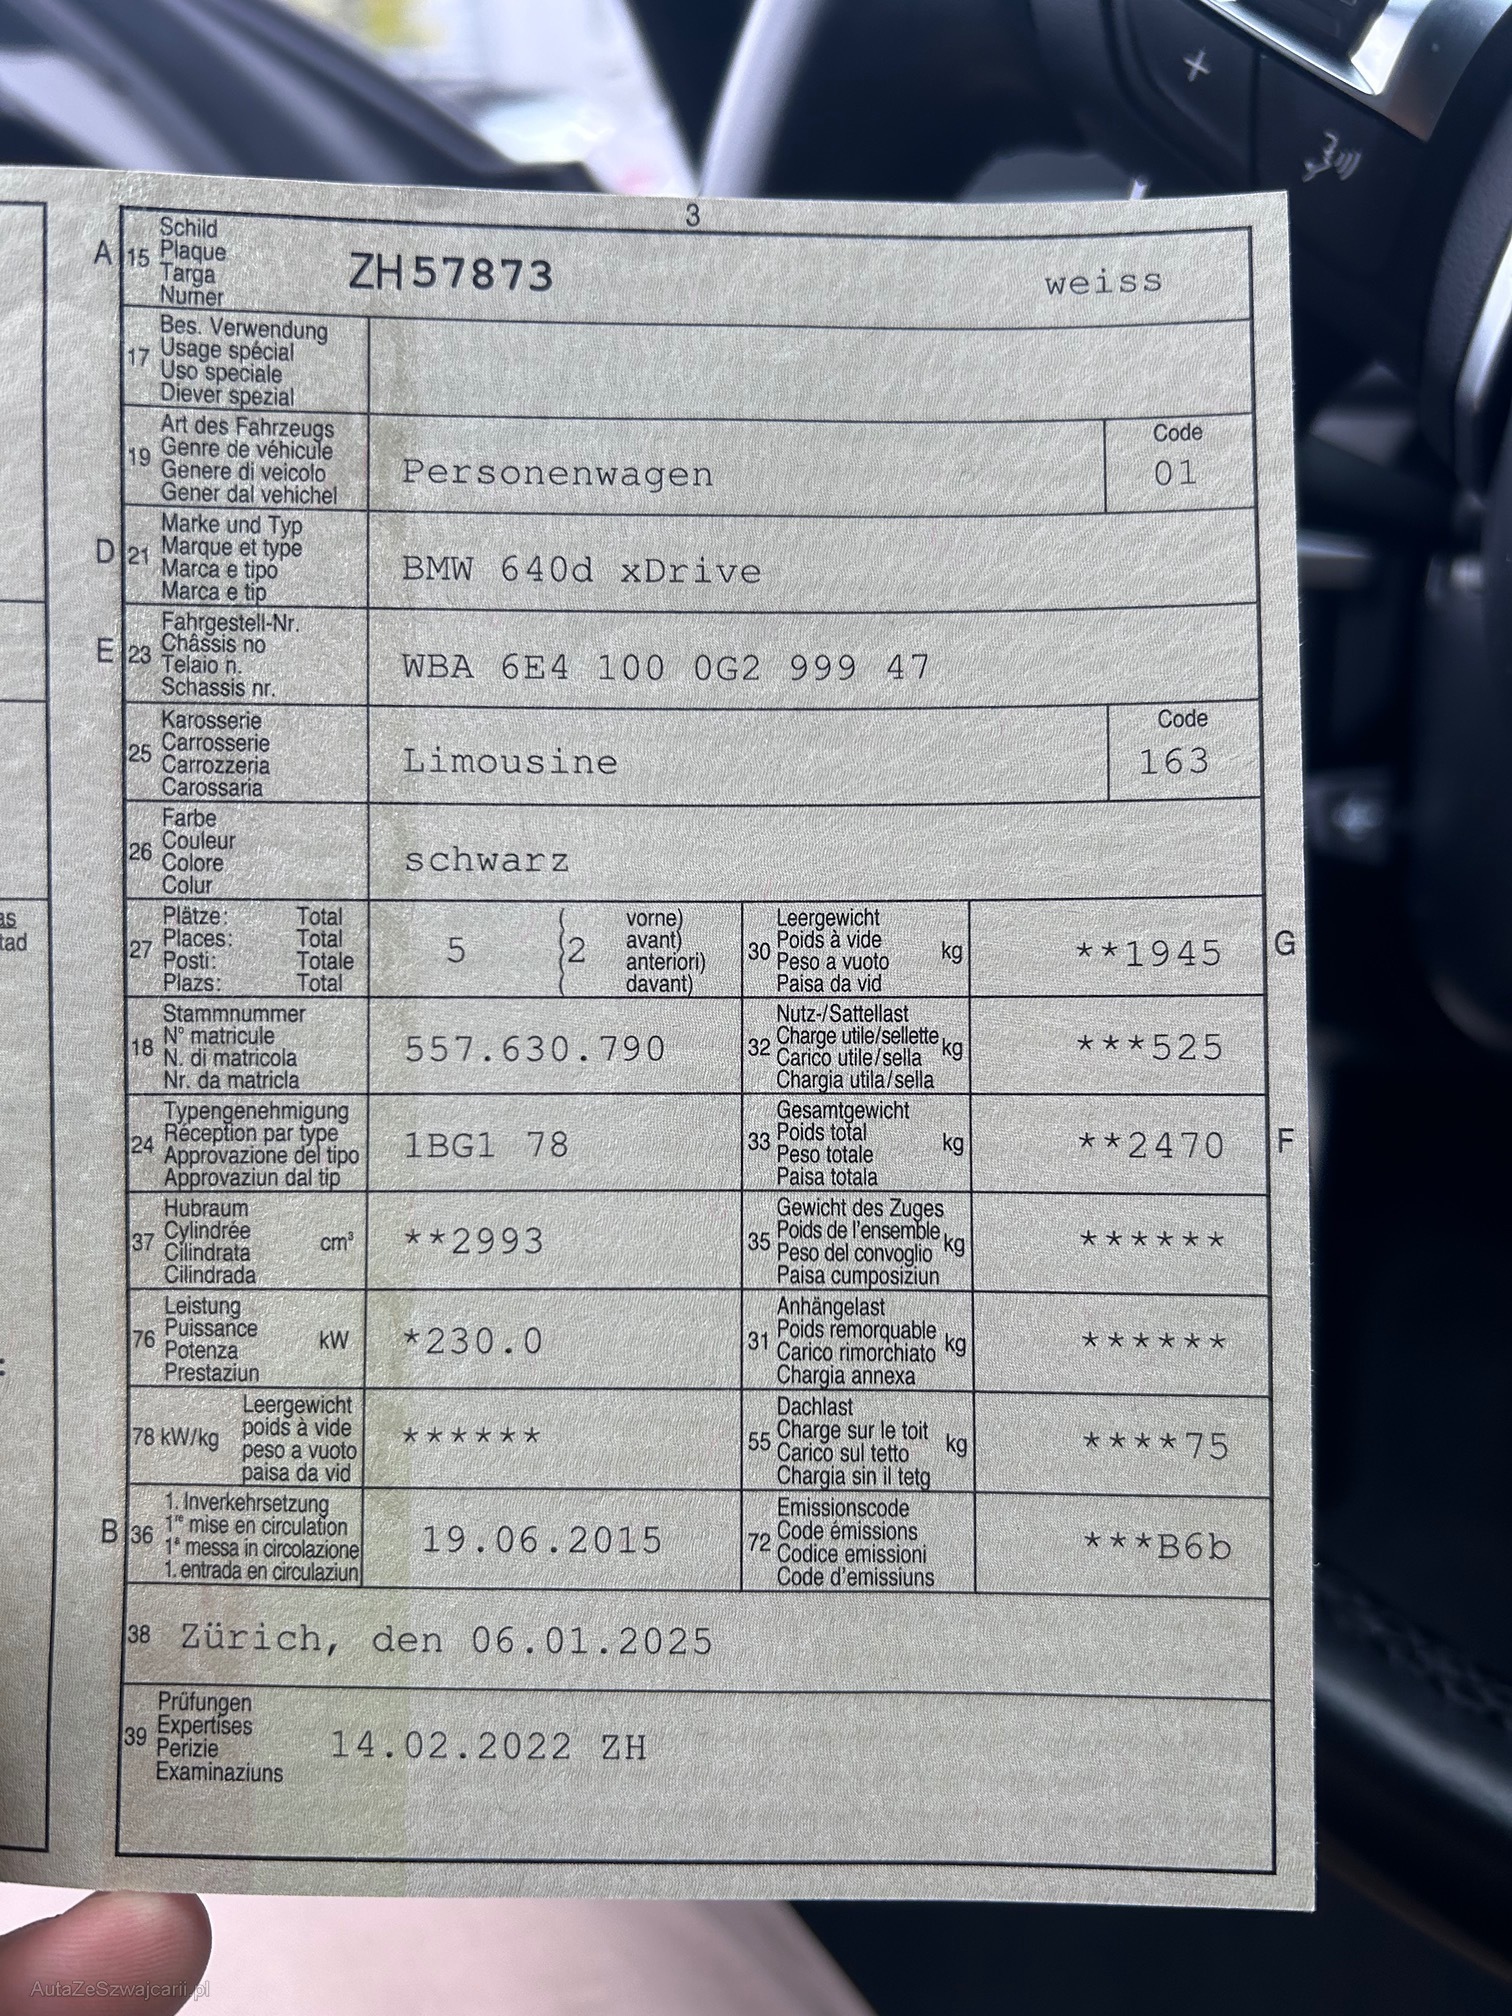 3
A 15 Schild
Plaque
Targa
Numer
ZH 57873 weiss
17 Bes. Verwendung
Usage spécial
Uso speciale
Diever spezial
19 Art des Fahrzeugs
Genre de véhicule
Genere di veicolo
Gener dal vehichel
Personenwagen
Code
01
D 21 Marke und Typ
Marque et type
Marca e tipo
Marca e tip
BMW 640d xDrive
E 23 Fahrgestell-Nr.
Châssis no
Telaio n.
Schassis nr.
WBA 6E4 100 0G2 999 47
25 Karosserie
Carrosserie
Carrozzeria
Carossaria
Limousine
Code
163
26 Farbe
Couleur
Colore
Colur
schwarz
27 Plätze: Total
Places: Total
Posti: Totale
Plazs: Total
5 (2 vorne)
avant)
anteriori)
davant)
30 Leergewicht
Poids à vide
Peso a vuoto
Paisa da vid
kg
**1945
G
18 Stammnummer
N° matricule
N. di matricola
Nr. da matricla
557.630.790
32 Nutz-/Sattellast
Charge utile/sellette
Carico utile/sella
Chargia utila/sella
kg
***525
24 Typengenehmigung
Réception par type
Approvazione del tipo
Approvaziun dal tip
1BG1 78
33 Gesamtgewicht
Poids total
Peso totale
Paisa totala
kg
**2470
F
37 Hubraum
Cylindrée
Cilindrata
Cilindrada
cm³
**2993
35 Gewicht des Zuges
Poids de l'ensemble
Peso del convoglio
Paisa cumposiziun
kg
******
76 Leistung
Puissance
Potenza
Prestaziun
kW
*230.0
31 Anhängelast
Poids remorquable
Carico rimorchiato
Chargia annexa
kg
******
78 kW/kg
Leergewicht
poids à vide
peso a vuoto
paisa da vid
******
55 Dachlast
Charge sur le toit
Carico sul tetto
Chargia sin il tetg
kg
****75
B 36 1. Inverkehrsetzung
1re mise en circulation
1a messa in circolazione
1. entrada en circulaziun
19.06.2015
72 Emissionscode
Code émissions
Codice emissioni
Code d'emissiuns
***B6b
38 Zürich, den 06.01.2025
39 Prüfungen
Expertises
Perizie
Examinaziuns
14.02.2022 ZH
as
tad
:
AutaZeSzwajcarii.pl